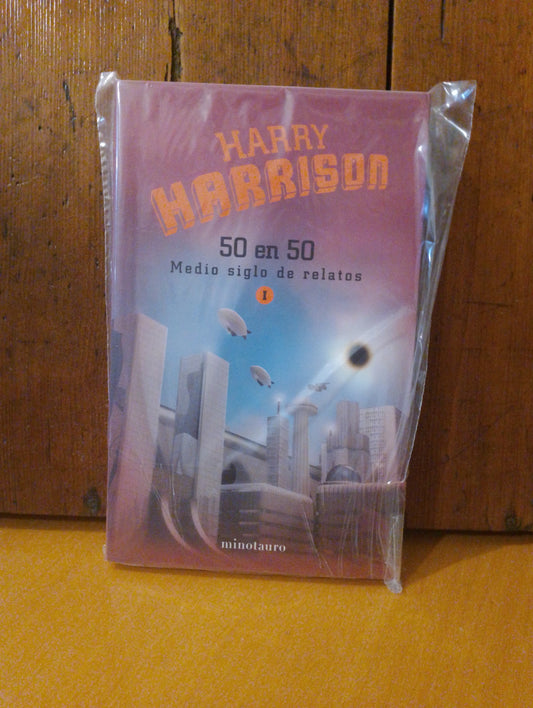 HARRY
HARRISON
50 en 50
Medio siglo de relatos
I
minotauro